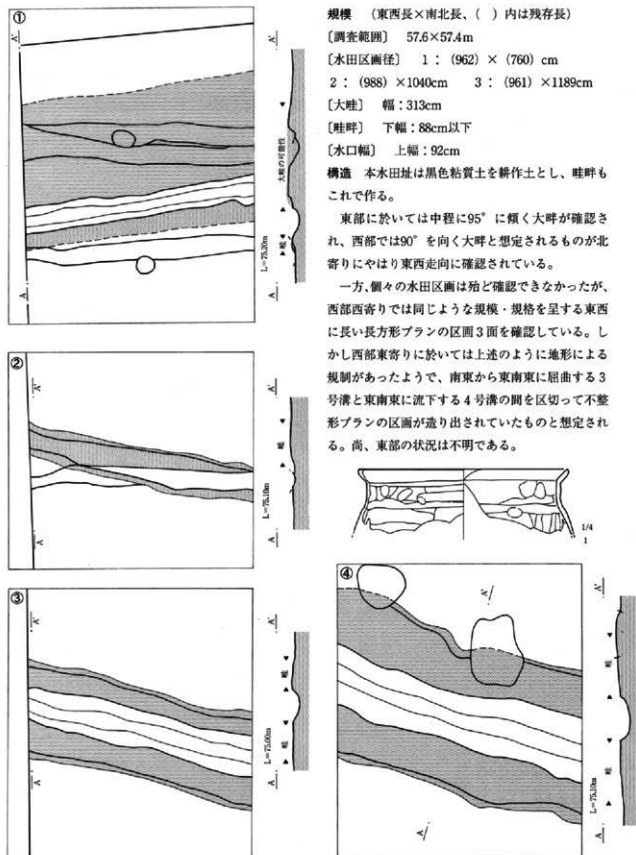 規模 （東西長×南北長、( ) 内は残存長）
〔調査範囲〕 57.6×57.4m
〔水田区画径〕 1：(962) ×(760) cm
2：(988) ×1040cm 3：(961) ×1189cm
〔大畦〕 幅：313cm
〔畦畔〕 下幅：88cm以下
〔水口幅〕 上幅：92cm
構造 本水田址は黒色粘質土を耕作土とし、畦畔も
これで作る。
東部に於いては中程に95°に傾く大畔が確認さ
れ、西部では90°を向く大畔と想定されるものが北
寄りにやはり東西走向に確認されている。
一方、個々の水田区画は殆ど確認できなかったが、
西部西寄りでは同じような規模・規格を呈する東西
に長い長方形プランの区画3面を確認している。し
かし西部東寄りに於いては上述のように地形による
規制があったようで、南東から東南東に屈曲する3
号溝と東南東に流下する4号溝の間を区切って不整
形プランの区画が造り出されていたものと想定され
る。尚、東部の状況は不明である。
1/4
1
①
A'
A
A'
大畦の可能性
畦
畦
L=75.20m
A
②
A'
A
A'
畦
L=75.10m
A
③
A'
A
A'
畦
畦
L=75.00m
A
④
A'
A
A'
畦
畦
L=75.10m
A